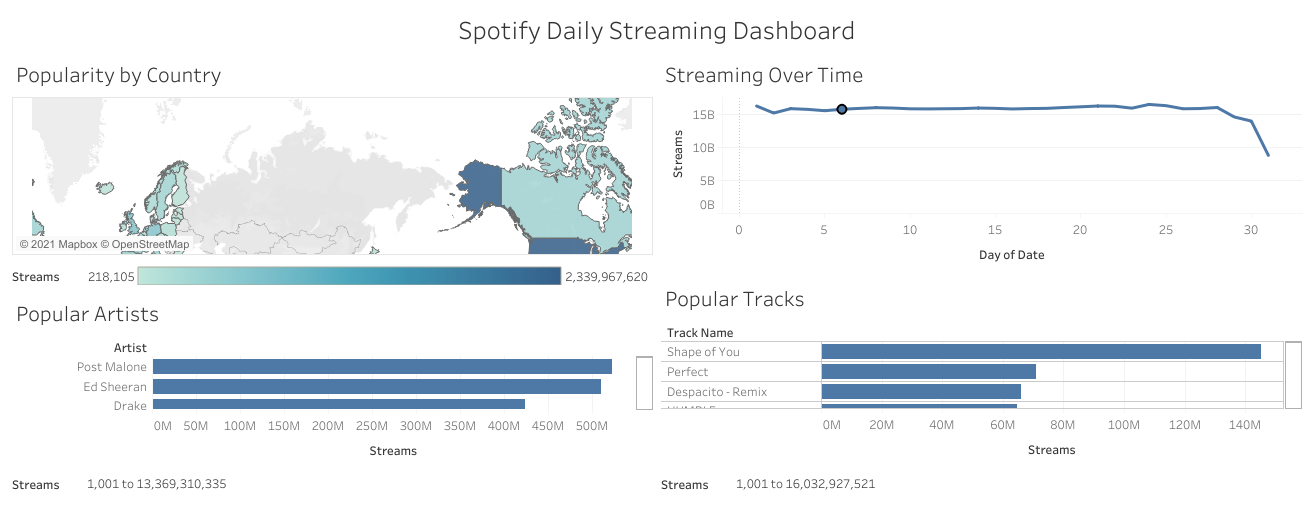 Spotify Daily Streaming Dashboard
Popularity by Country
© 2021 Mapbox © OpenStreetMap
Streams 218,105 2,339,967,620
Streaming Over Time
Streams
15B
10B
5B
0B
0 5 10 15 20 25 30
Day of Date
Popular Artists
Artist
Post Malone
Ed Sheeran
Drake
0M 50M 100M 150M 200M 250M 300M 350M 400M 450M 500M
Streams
Streams 1,001 to 13,369,310,335
Popular Tracks
Track Name
Shape of You
Perfect
Despacito - Remix
0M 20M 40M 60M 80M 100M 120M 140M
Streams
Streams 1,001 to 16,032,927,521